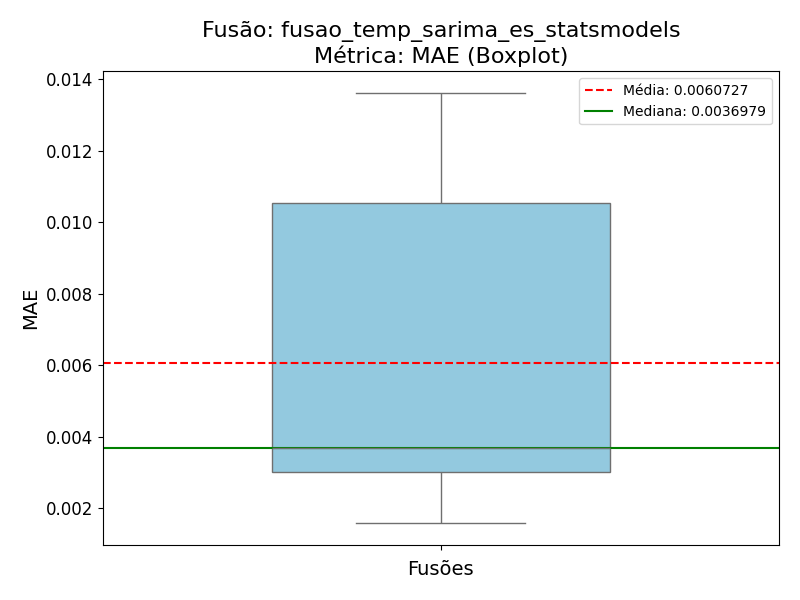 Fusão: fusao_temp_sarima_es_statsmodels
Métrica: MAE (Boxplot)
Média: 0.0060727
Mediana: 0.0036979
MAE
0.014
0.012
0.010
0.008
0.006
0.004
0.002
Fusões